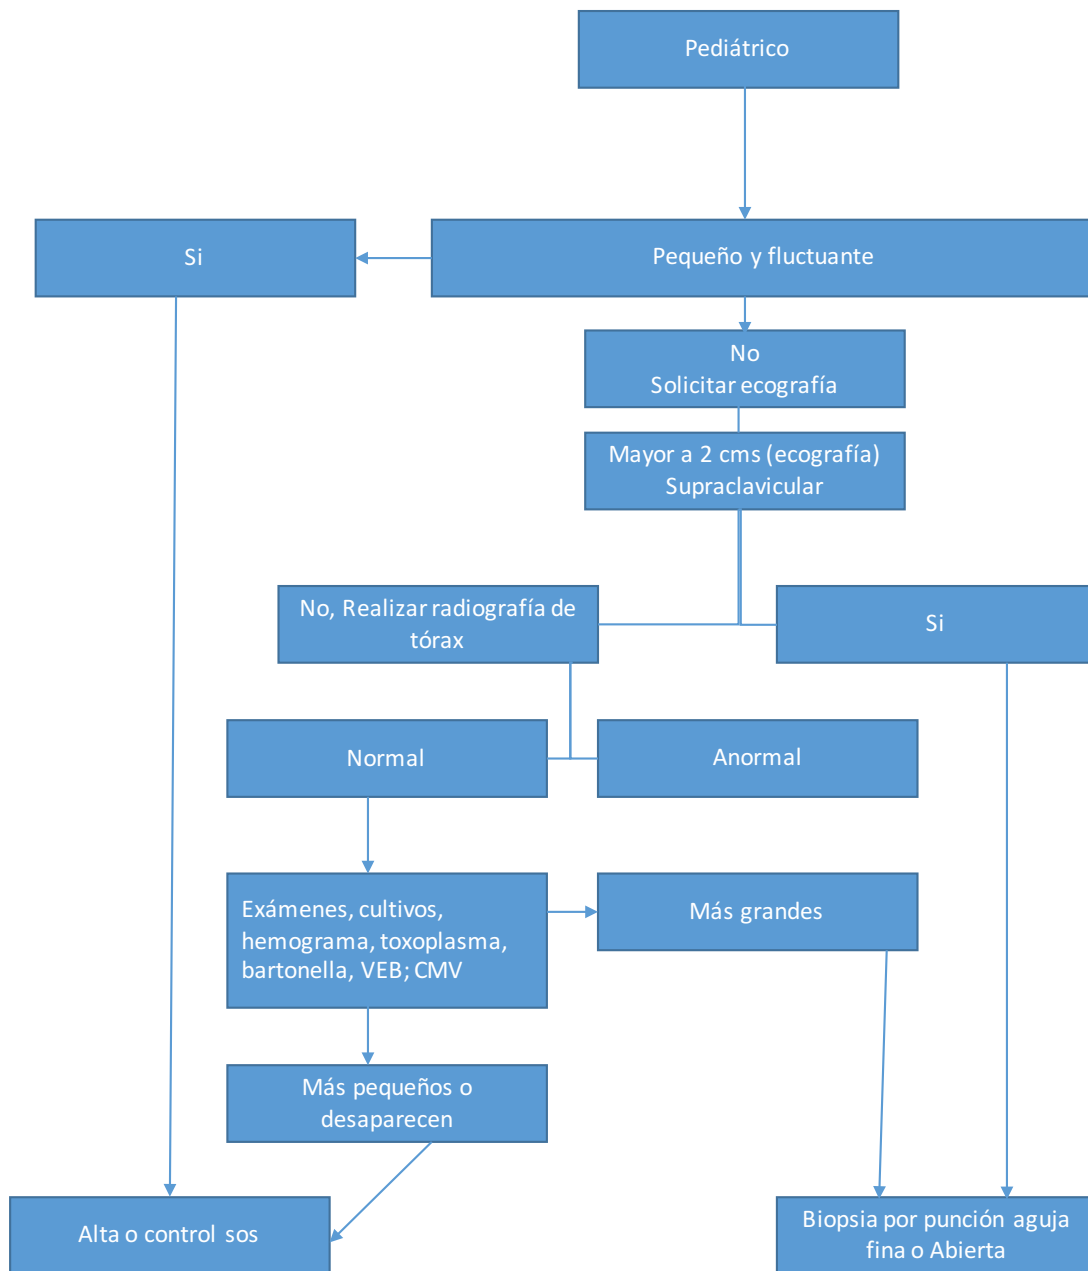 Pediátrico
Si
Pequeño y fluctuante
No
Solicitar ecografía
Mayor a 2 cms (ecografía)
Supraclavicular
No, Realizar radiografía de
tórax
Si
Normal
Anormal
Exámenes, cultivos,
hemograma, toxoplasma,
bartonella, VEB; CMV
Más grandes
Más pequeños o
desaparecen
Alta o control sos
Biopsia por punción aguja
fina o Abierta